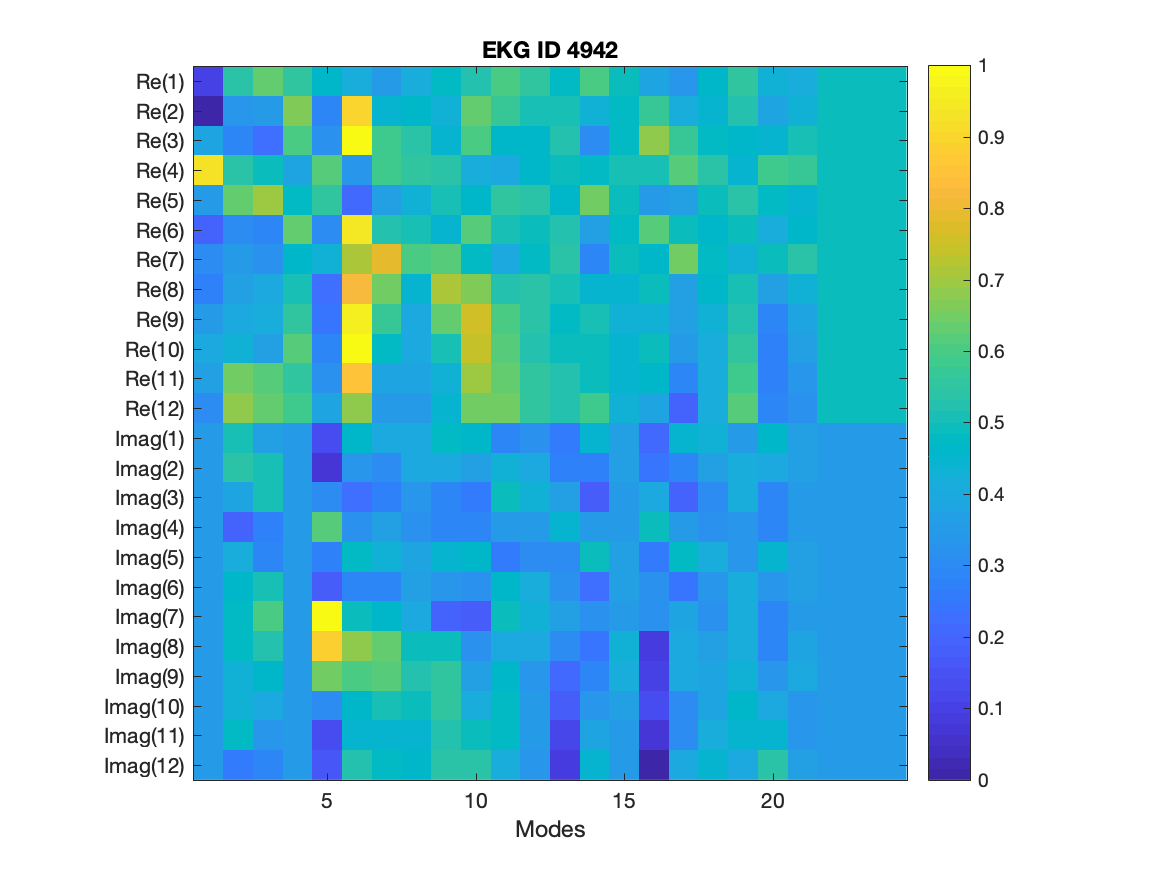 EKG ID 4942
Re(1)
Re(2)
Re(3)
Re(4)
Re(5)
Re(6)
Re(7)
Re(8)
Re(9)
Re(10)
Re(11)
Re(12)
Imag(1)
Imag(2)
Imag(3)
Imag(4)
Imag(5)
Imag(6)
Imag(7)
Imag(8)
Imag(9)
Imag(10)
Imag(11)
Imag(12)
5 10 15 20
Modes
1
0.9
0.8
0.7
0.6
0.5
0.4
0.3
0.2
0.1
0